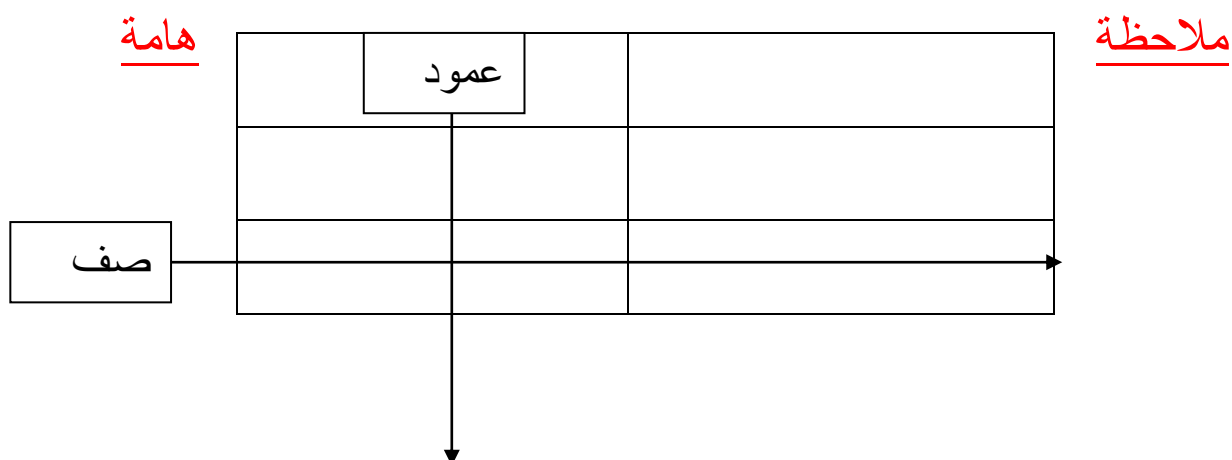 ملاحظة هامة
عمود
صف